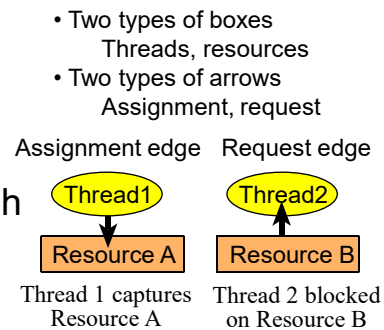 • Two types of boxes
Threads, resources
• Two types of arrows
Assignment, request
Assignment edge Request edge
h
Thread1 Thread2
Resource A Resource B
Thread 1 captures Thread 2 blocked
Resource A on Resource B